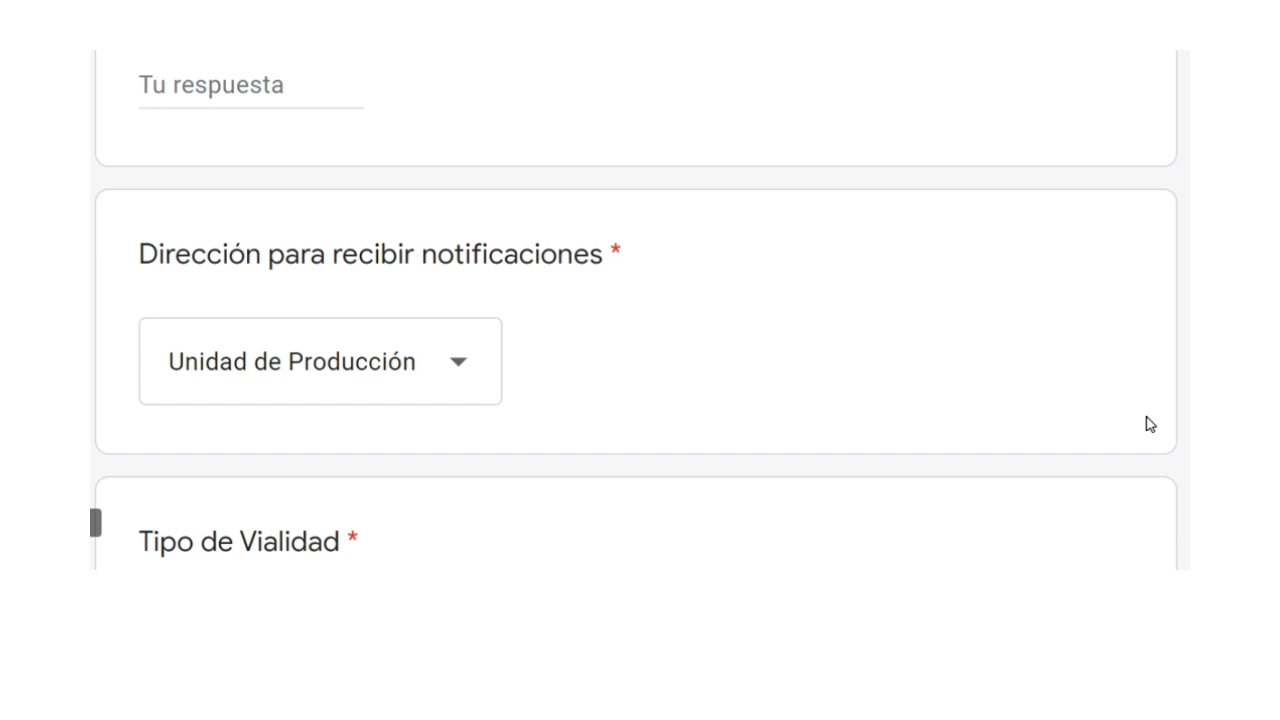 Tu respuesta
Dirección para recibir notificaciones *
Unidad de Producción
Tipo de Vialidad *